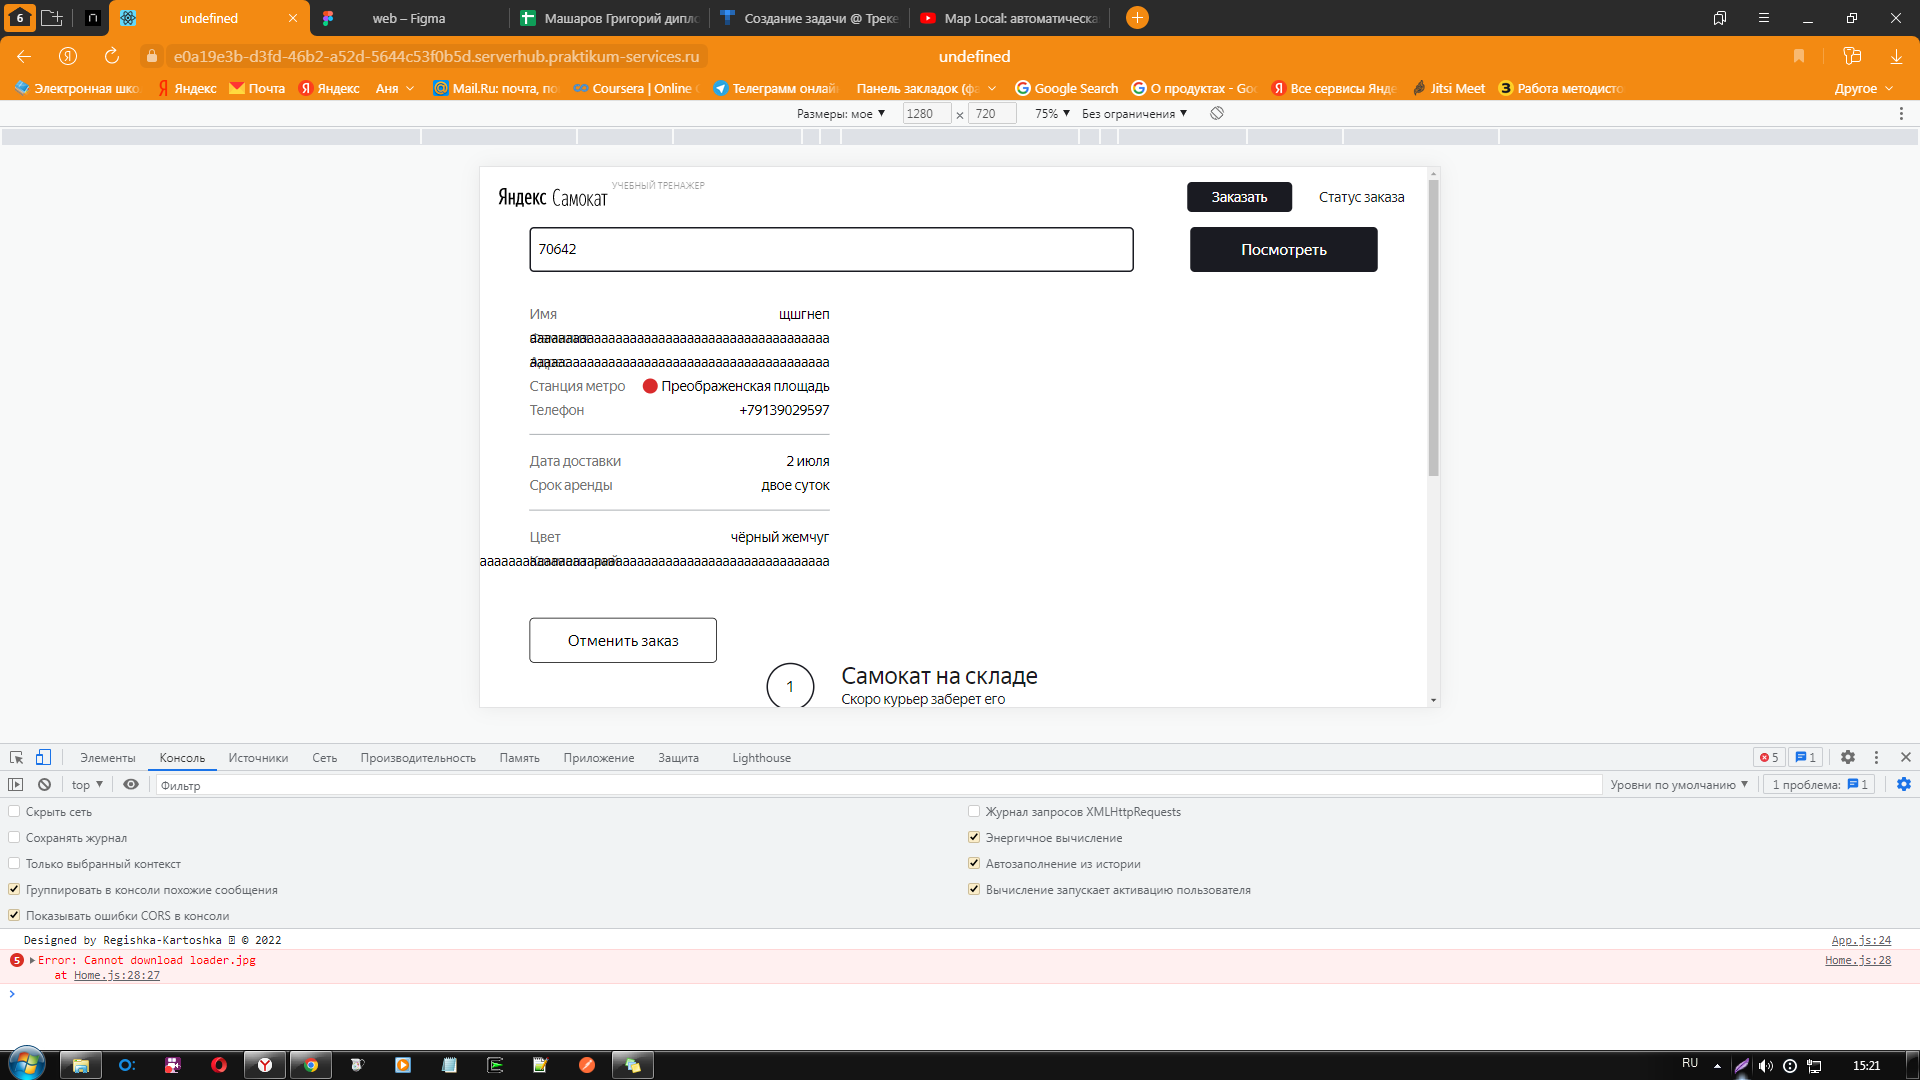 6
undefined
web – Figma
Машаров Григорий дипло
Создание задачи @ Треке
Map Local: автоматическа
e0a19e3b-d3fd-46b2-a52d-5644c53f0b5d.serverhub.praktikum-services.ru
undefined
Электронная шко
Яндекс
Почта
Яндекс
Аня
Mail.Ru: почта, по
Coursera | Online
Телеграмм онлай
Панель закладок (фа
Google Search
О продуктах - Goo
Все сервисы Янде
Jitsi Meet
Работа методисто
Другое
Размеры: мое ▼ 1280 × 720 75% ▼ Без ограничения ▼
Яндекс Самокат
УЧЕБНЫЙ ТРЕНАЖЕР
Заказать
Статус заказа
70642
Посмотреть
Имя щшгнеп
аааааааааааааааааааааааааааааааааааааааааа
аааааааааааааааааааааааааааааааааааааааааа
Станция метро Преображенская площадь
Телефон +79139029597
Дата доставки 2 июля
Срок аренды двое суток
Цвет чёрный жемчуг
ааааааааааааааааааааааааааааааааааааааааааааааааа
Отменить заказ
1
Самокат на складе
Скоро курьер заберет его
Элементы Консоль Источники Сеть Производительность Память Приложение Защита Lighthouse
5 1
top ▼ Фильтр Уровни по умолчанию ▼ 1 проблема: 1
Скрыть сеть
Журнал запросов XMLHttpRequests
Сохранять журнал
Энергичное вычисление
Только выбранный контекст
Автозаполнение из истории
Группировать в консоли похожие сообщения
Вычисление запускает активацию пользователя
Показывать ошибки CORS в консоли
Designed by Regishka-Kartoshka © 2022 App.js:24
5 Error: Cannot download loader.jpg Home.js:28
at Home.js:28:27
RU
15:21